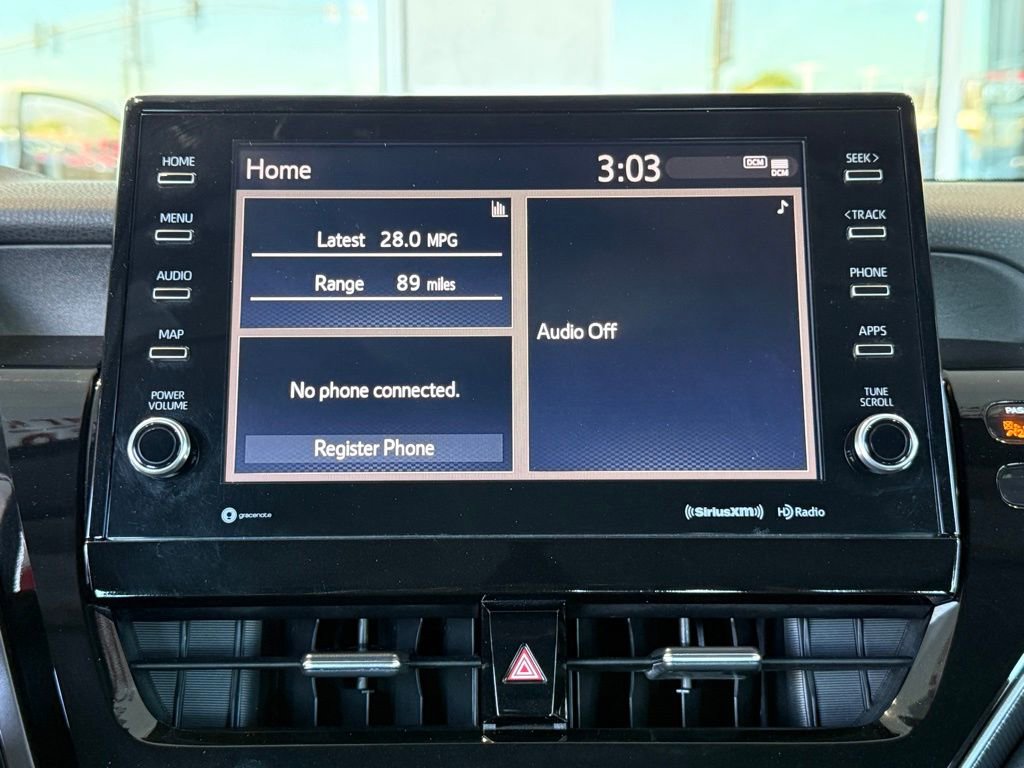 HOME
MENU
AUDIO
MAP
POWER
VOLUME
Home
3:03
DCM
DCM
Latest 28.0 MPG
Range 89 miles
No phone connected.
Register Phone
Audio Off
SEEK >
< TRACK
PHONE
APPS
TUNE
SCROLL
gracenote
((SiriusXM))
HD Radio